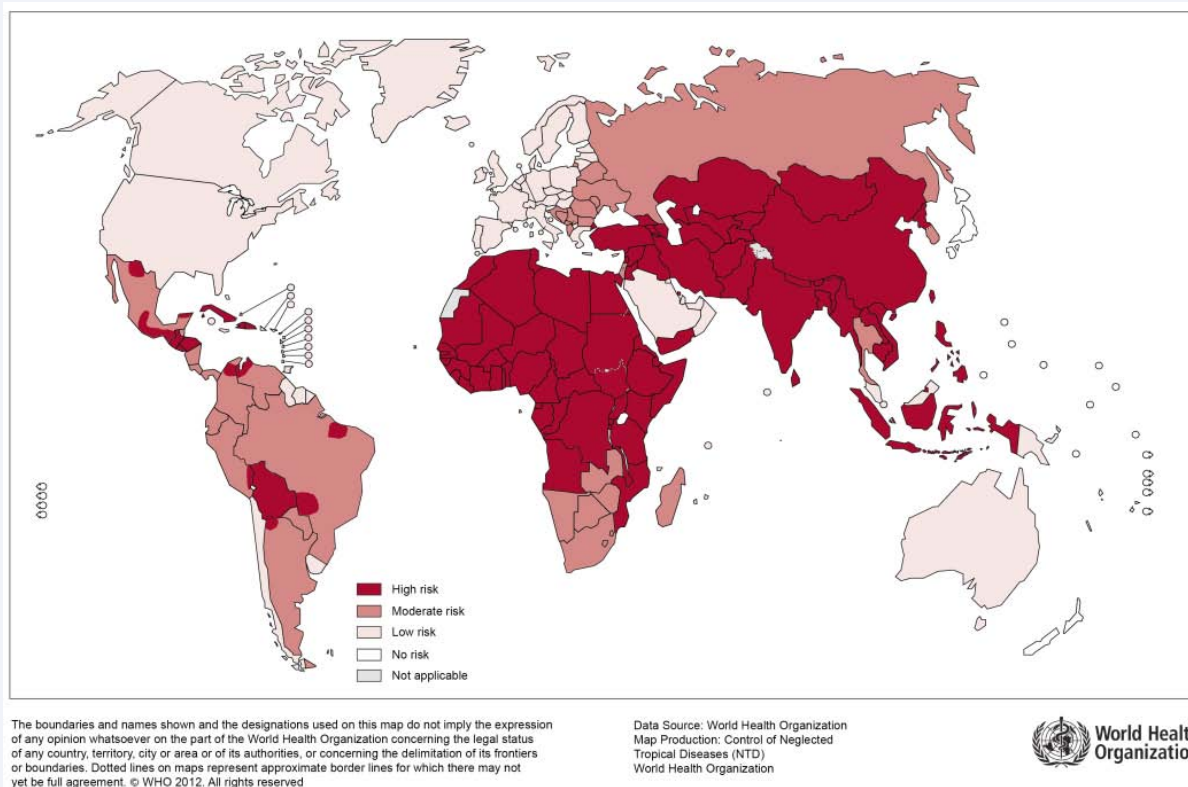 High risk
Moderate risk
Low risk
No risk
Not applicable
The boundaries and names shown and the designations used on this map do not imply the expression
of any opinion whatsoever on the part of the World Health Organization concerning the legal status
of any country, territory, city or area or of its authorities, or concerning the delimitation of its frontiers
or boundaries. Dotted lines on maps represent approximate border lines for which there may not
yet be full agreement. © WHO 2012. All rights reserved
Data Source: World Health Organization
Map Production: Control of Neglected
Tropical Diseases (NTD)
World Health Organization
World Healt
Organizatio